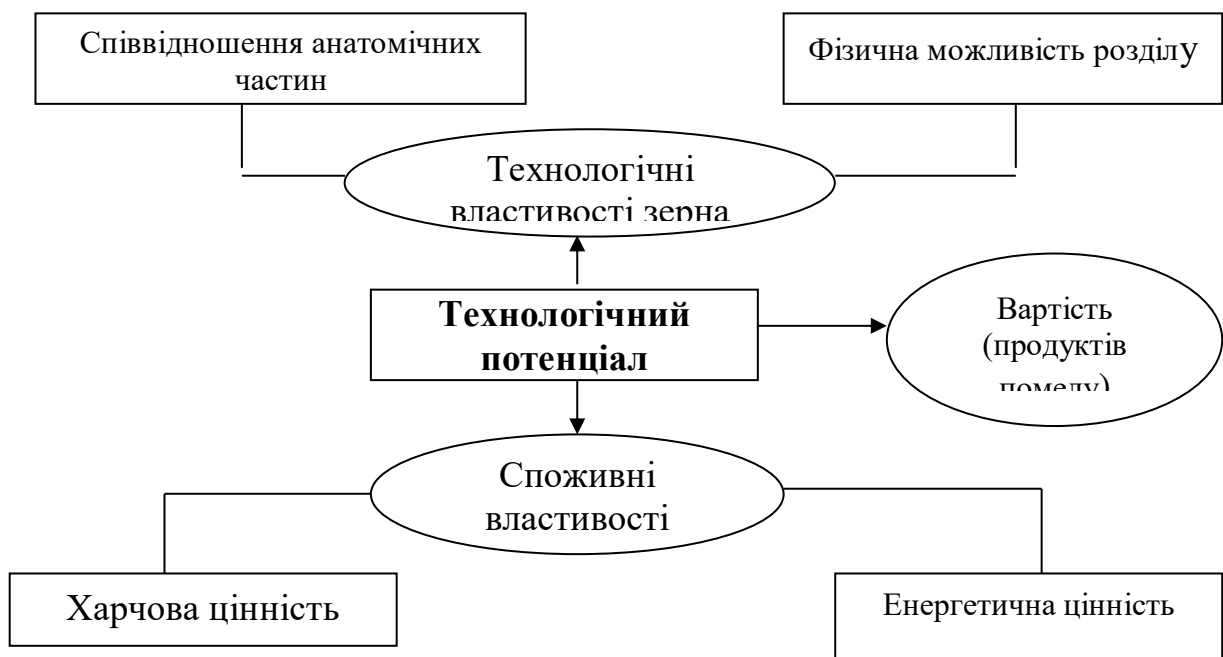 Співвідношення анатомічних
частин
Фізична можливість розділу
Технологічні
властивості зерна
Технологічний
потенціал
Вартість
(продуктів
помелу)
Споживні
властивості
Харчова цінність
Енергетична цінність